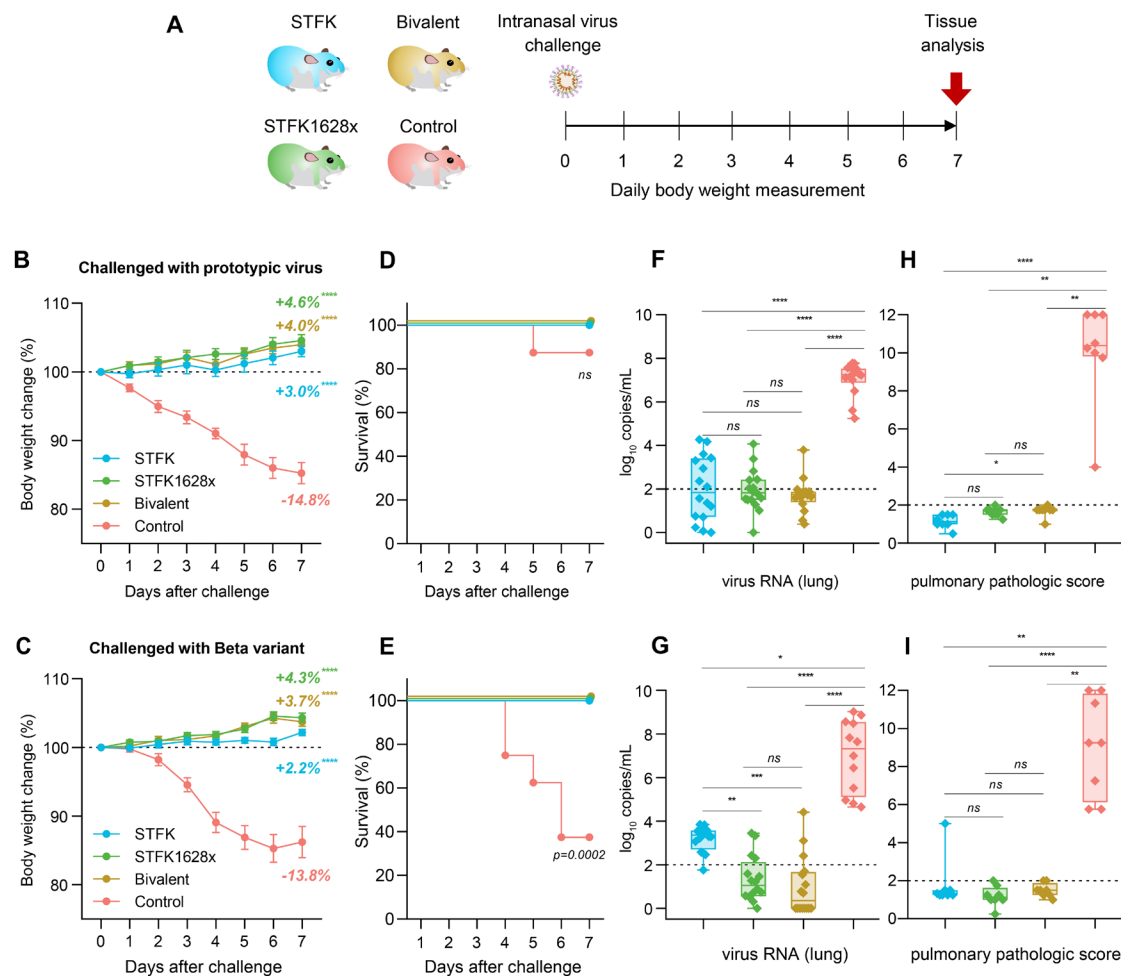 A
STFK
Bivalent
STFK1628x
Control
Intranasal virus
challenge
Tissue
analysis
0 1 2 3 4 5 6 7
Daily body weight measurement
B
Challenged with prototypic virus
Body weight change (%)
110
100
90
80
+4.6%****
+4.0%****
+3.0%****
-14.8%
STFK
STFK1628x
Bivalent
Control
0 1 2 3 4 5 6 7
Days after challenge
D
Survival (%)
100
80
60
40
20
0
ns
1 2 3 4 5 6 7
Days after challenge
F
log10 copies/mL
10
8
6
4
2
0
****
****
****
ns
ns
ns
virus RNA (lung)
H
12
10
8
6
4
2
0
****
**
**
ns
*
ns
pulmonary pathologic score
C
Challenged with Beta variant
Body weight change (%)
110
100
90
80
+4.3%****
+3.7%****
+2.2%****
-13.8%
STFK
STFK1628x
Bivalent
Control
0 1 2 3 4 5 6 7
Days after challenge
E
Survival (%)
100
80
60
40
20
0
p=0.0002
1 2 3 4 5 6 7
Days after challenge
G
log10 copies/mL
10
8
6
4
2
0
*
****
****
ns
***
**
virus RNA (lung)
I
12
10
8
6
4
2
0
**
****
**
ns
ns
ns
pulmonary pathologic score